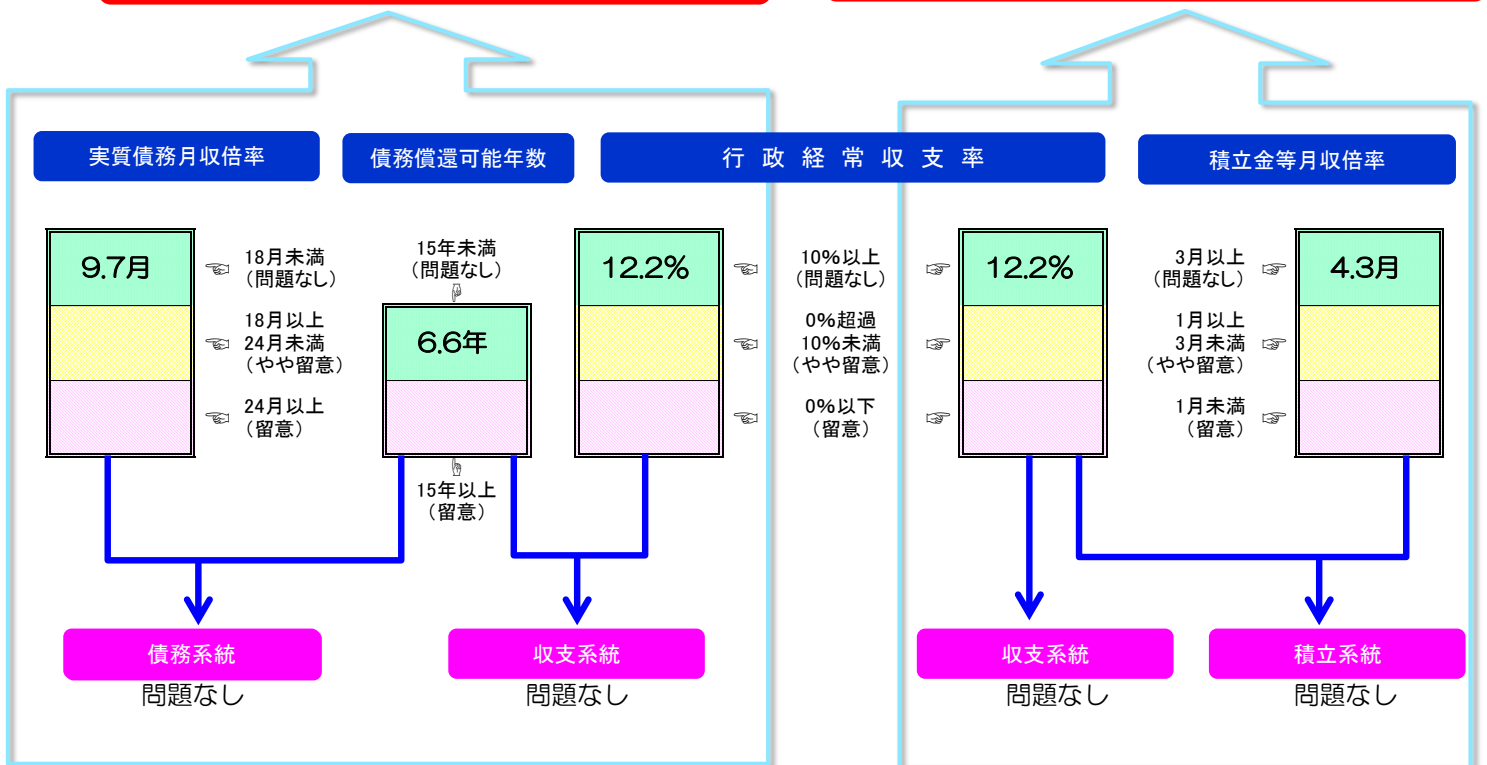 実質債務月収倍率
債務償還可能年数
行政経常収支率
積立金等月収倍率
9.7月
18月未満
（問題なし）
18月以上
24月未満
（やや留意）
24月以上
（留意）
15年未満
（問題なし）
6.6年
15年以上
（留意）
12.2%
10%以上
（問題なし）
0%超過
10%未満
（やや留意）
0%以下
（留意）
12.2%
3月以上
（問題なし）
1月以上
3月未満
（やや留意）
1月未満
（留意）
4.3月
債務系統
問題なし
収支系統
問題なし
収支系統
問題なし
積立系統
問題なし